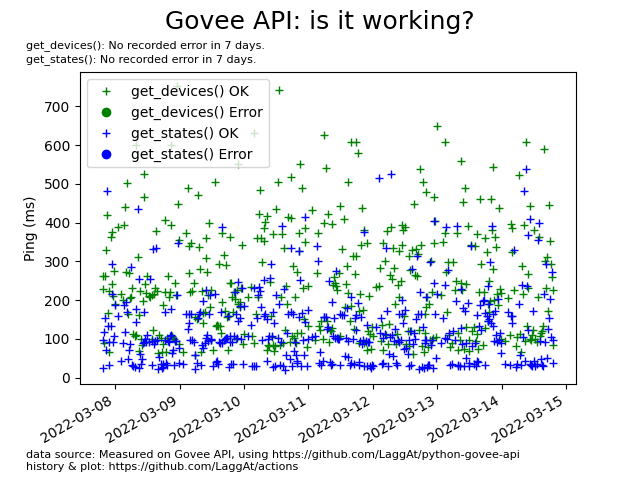 Govee API: is it working?
get_devices(): No recorded error in 7 days.
get_states(): No recorded error in 7 days.
get_devices() OK
get_devices() Error
get_states() OK
get_states() Error
Ping (ms)
700
600
500
400
300
200
100
0
2022-03-08
2022-03-09
2022-03-10
2022-03-11
2022-03-12
2022-03-13
2022-03-14
2022-03-15
data source: Measured on Govee API, using https://github.com/LaggAt/python-govee-api
history & plot: https://github.com/LaggAt/actions